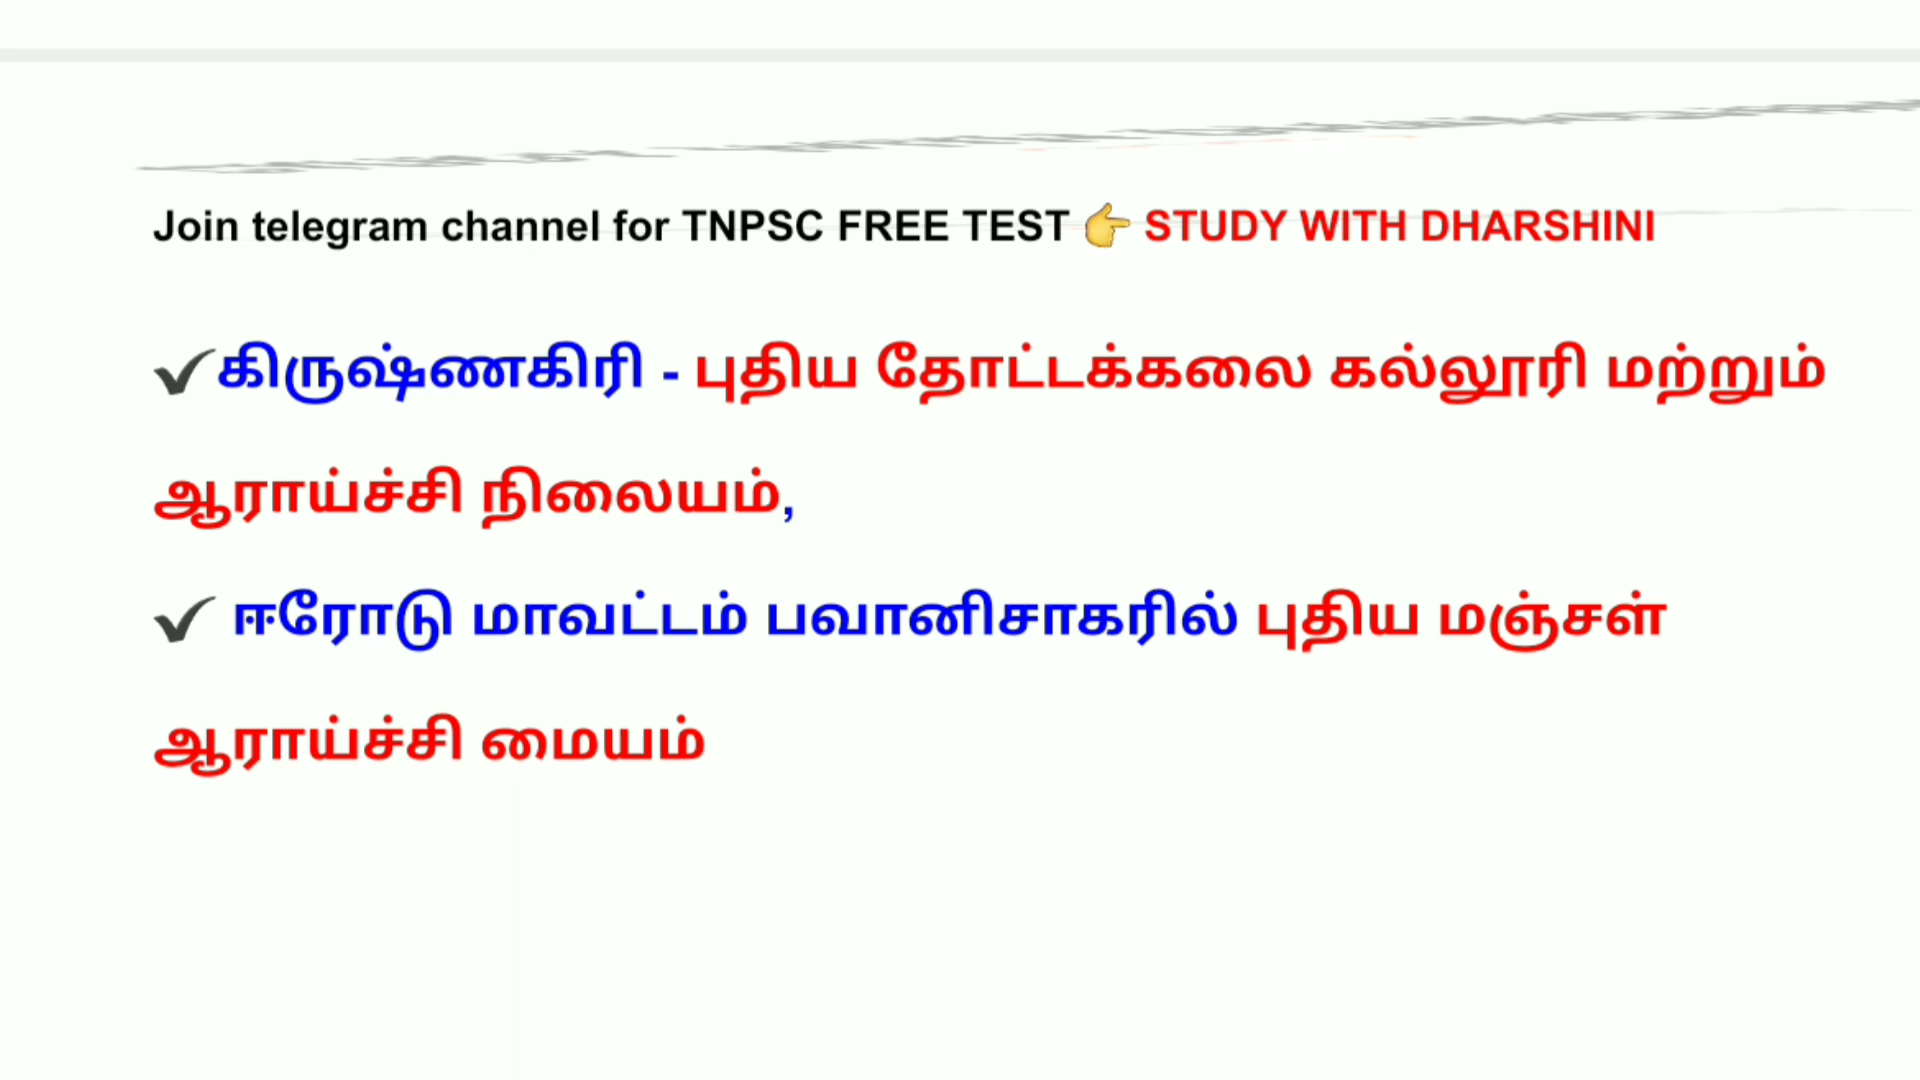 Join telegram channel for TNPSC FREE TEST 👉 STUDY WITH DHARSHINI
✔கிருஷ்ணகிரி - புதிய தோட்டக்கலை கல்லூரி மற்றும்
ஆராய்ச்சி நிலையம்,
✔ ஈரோடு மாவட்டம் பவானிசாகரில் புதிய மஞ்சள்
ஆராய்ச்சி மையம்